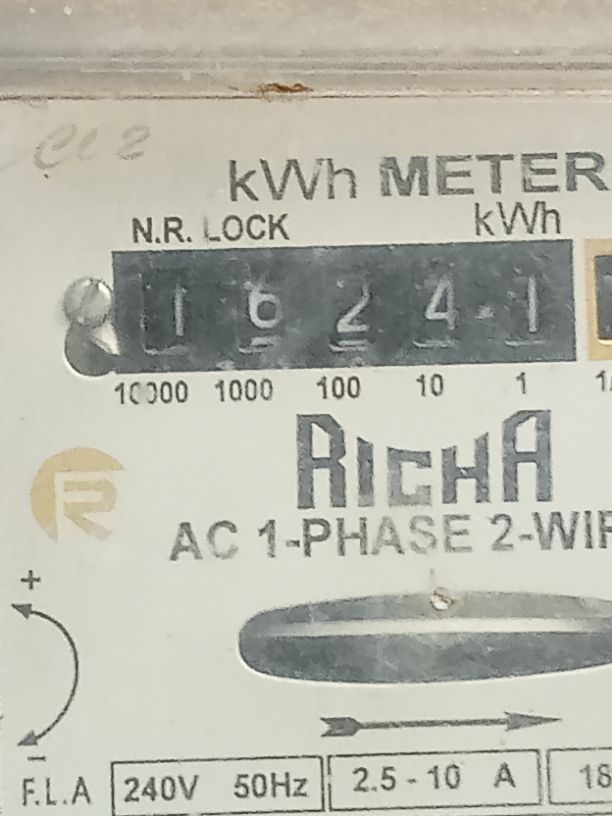 kWh METER
N.R. LOCK kWh
1 6 2 4 1
10000 1000 100 10 1
RICHA
R
AC 1-PHASE 2-WIR
+
-
F.L.A 240V 50Hz 2.5 - 10 A 18